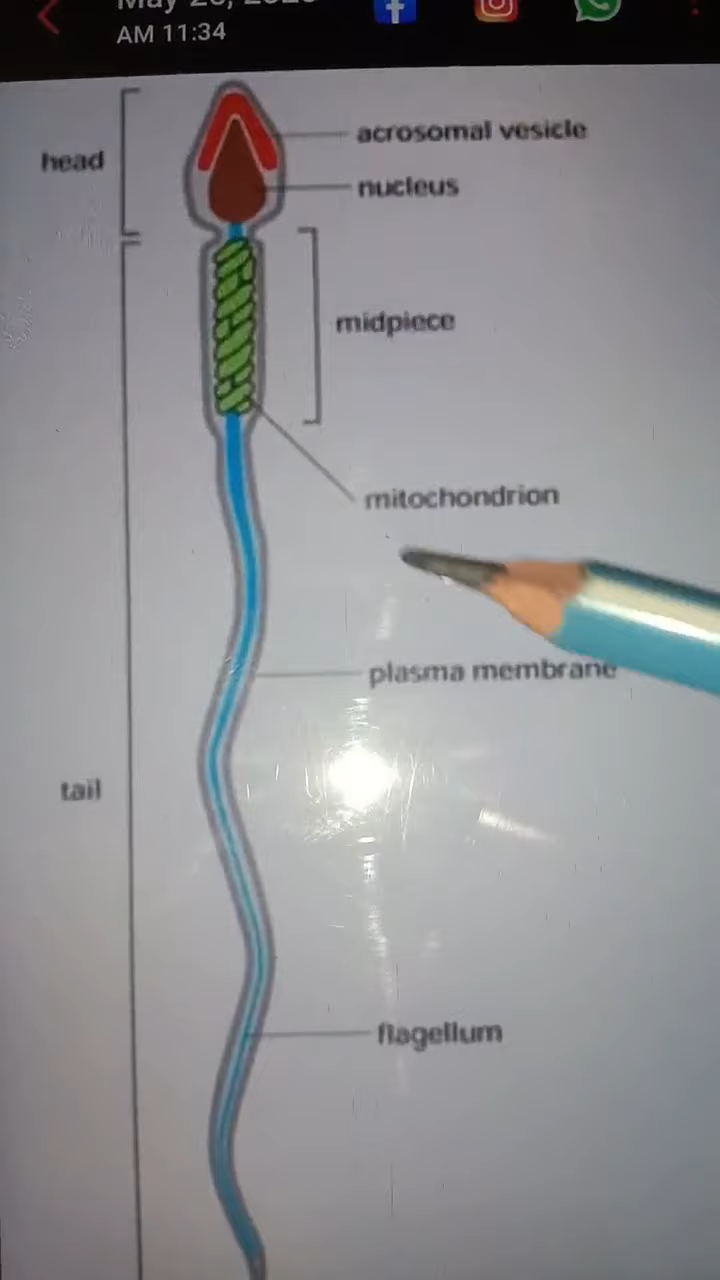 AM 11:34
acrosomal vesicle
head
nucleus
midpiece
mitochondrion
plasma membrane
tail
flagellum